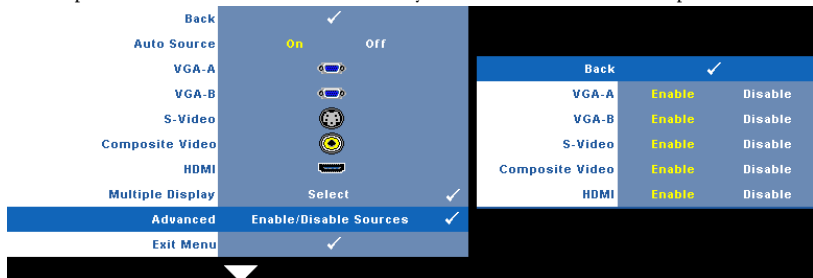 Back
Auto Source On Off
VGA-A
VGA-B
S-Video
Composite Video
HDMI
Multiple Display Select
Advanced Enable/Disable Sources
Exit Menu
Back
VGA-A Enable Disable
VGA-B Enable Disable
S-Video Enable Disable
Composite Video Enable Disable
HDMI Enable Disable